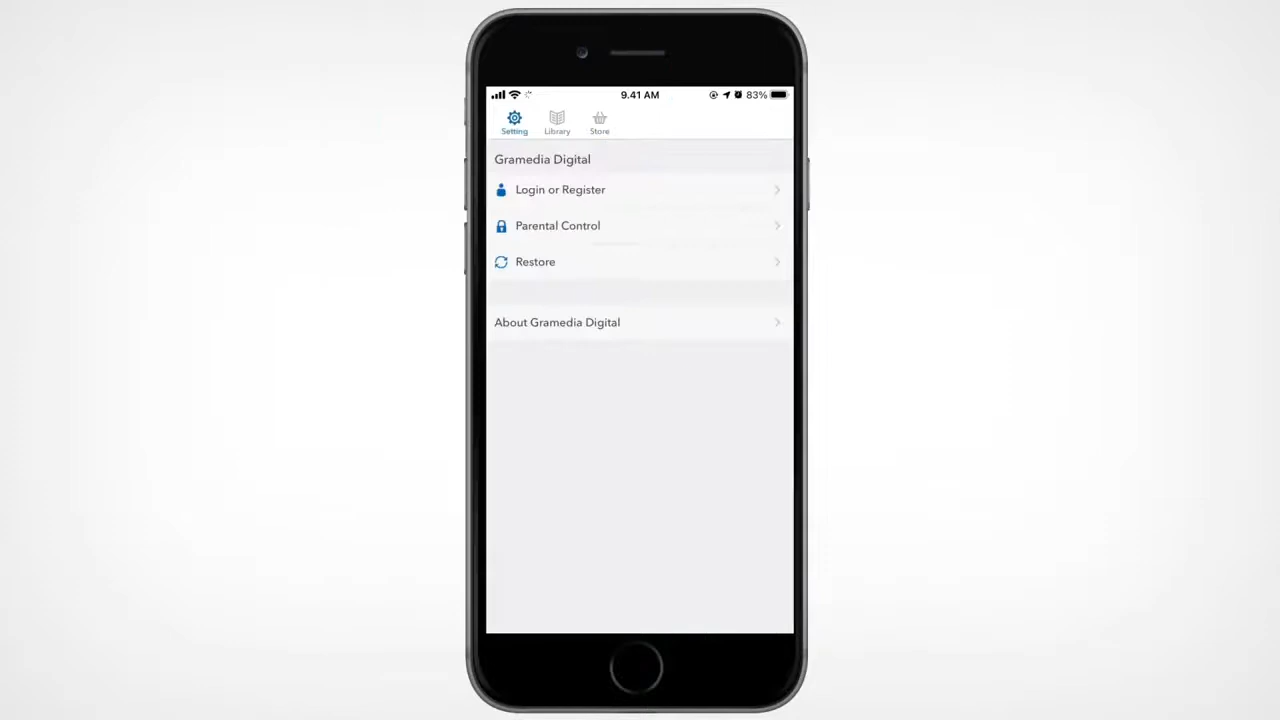 9.41 AM 83%
Setting Library Store
Gramedia Digital
Login or Register
Parental Control
Restore
About Gramedia Digital